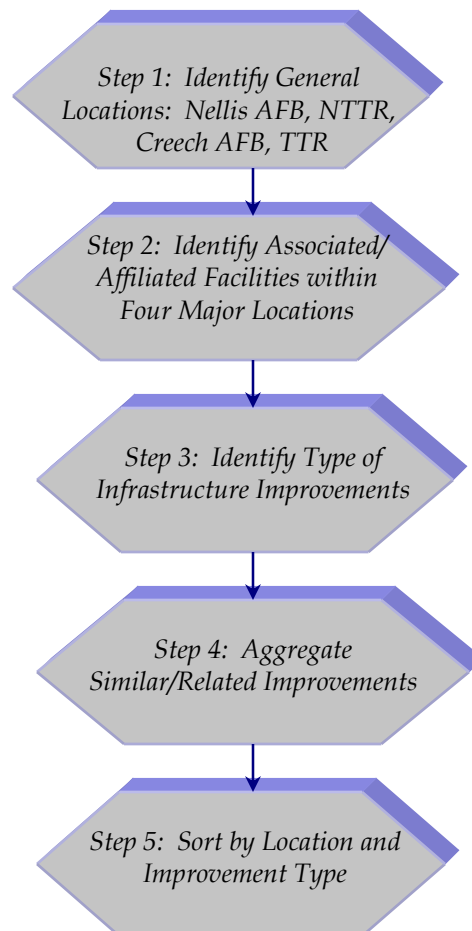 Step 1: Identify General
Locations: Nellis AFB, NTTR,
Creech AFB, TTR
Step 2: Identify Associated/
Affiliated Facilities within
Four Major Locations
Step 3: Identify Type of
Infrastructure Improvements
Step 4: Aggregate
Similar/Related Improvements
Step 5: Sort by Location and
Improvement Type